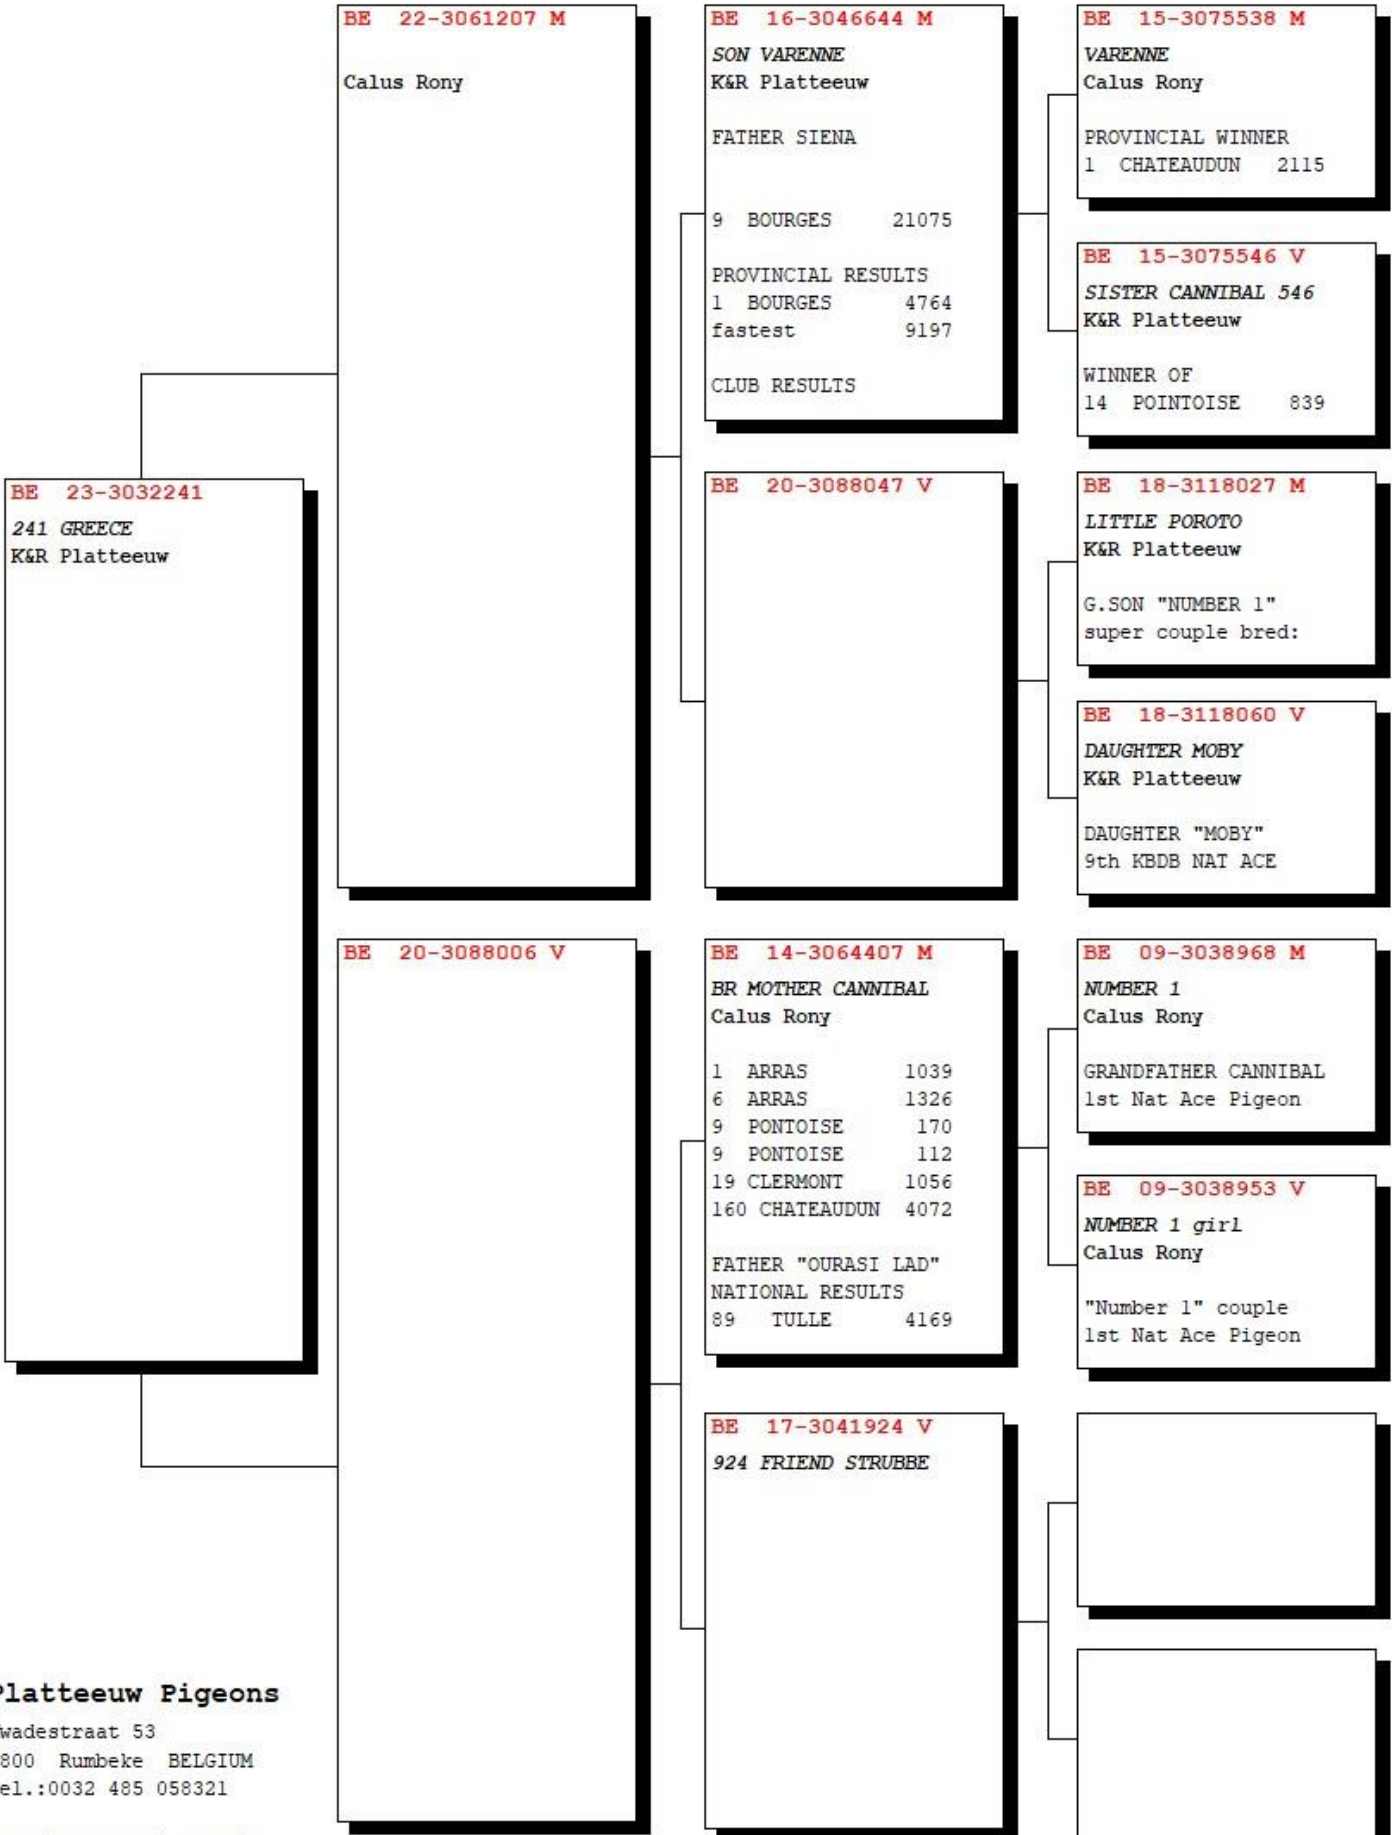 BE 23-3032241
241 GREECE
K&R Platteeuw
BE 22-3061207 M
Calus Rony
BE 20-3088006 V
BE 16-3046644 M
SON VARENNE
K&R Platteeuw
FATHER SIENA
9 BOURGES 21075
PROVINCIAL RESULTS
1 BOURGES 4764
fastest 9197
CLUB RESULTS
BE 20-3088047 V
BE 14-3064407 M
BR MOTHER CANNIBAL
Calus Rony
1 ARRAS 1039
6 ARRAS 1326
9 PONTOISE 170
9 PONTOISE 112
19 CLERMONT 1056
160 CHATEAUDUN 4072
FATHER "OURASI LAD"
NATIONAL RESULTS
89 TULLE 4169
BE 17-3041924 V
924 FRIEND STRUBBE
BE 15-3075538 M
VARENNE
Calus Rony
PROVINCIAL WINNER
1 CHATEAUDUN 2115
BE 15-3075546 V
SISTER CANNIBAL 546
K&R Platteeuw
WINNER OF
14 POINTOISE 839
BE 18-3118027 M
LITTLE POROTO
K&R Platteeuw
G.SON "NUMBER 1"
super couple bred:
BE 18-3118060 V
DAUGHTER MOBY
K&R Platteeuw
DAUGHTER "MOBY"
9th KBDB NAT ACE
BE 09-3038968 M
NUMBER 1
Calus Rony
GRANDFATHER CANNIBAL
1st Nat Ace Pigeon
BE 09-3038953 V
NUMBER 1 girl
Calus Rony
"Number 1" couple
1st Nat Ace Pigeon
Platteeuw Pigeons
wadestraat 53
800 Rumbeke BELGIUM
el.:0032 485 058321